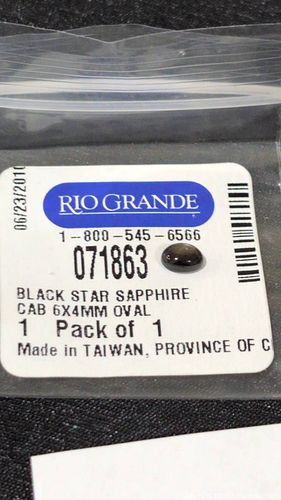 06/23/201
RIO GRANDE
1-800-545-6566
071863
BLACK STAR SAPPHIRE
CAB 6X4MM OVAL
1 Pack of 1
Made in TAIWAN, PROVINCE OF C